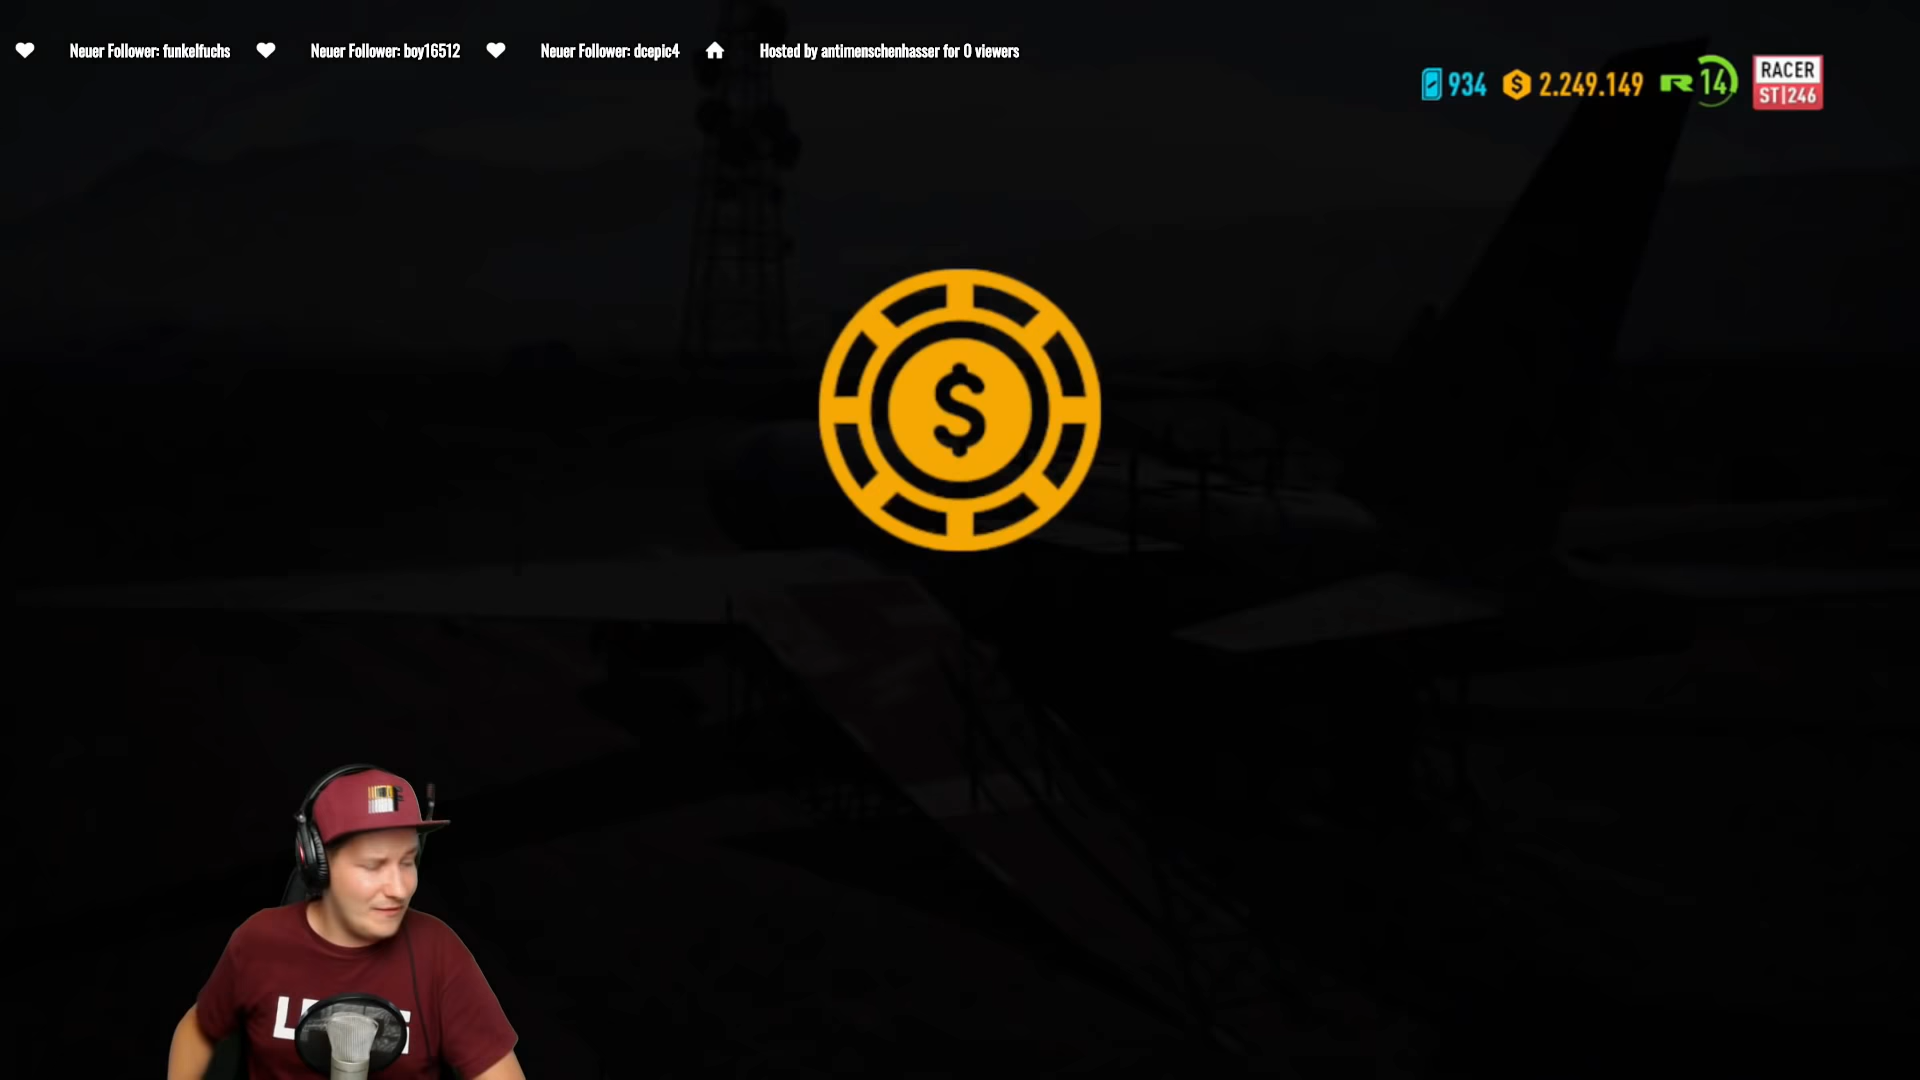 Neuer Follower: funkelfuchs Neuer Follower: boy16512 Neuer Follower: dcepic4 Hosted by antimenschenhasser for 0 viewers
934 $ 2.249.149 R 14 RACER
ST|246
$